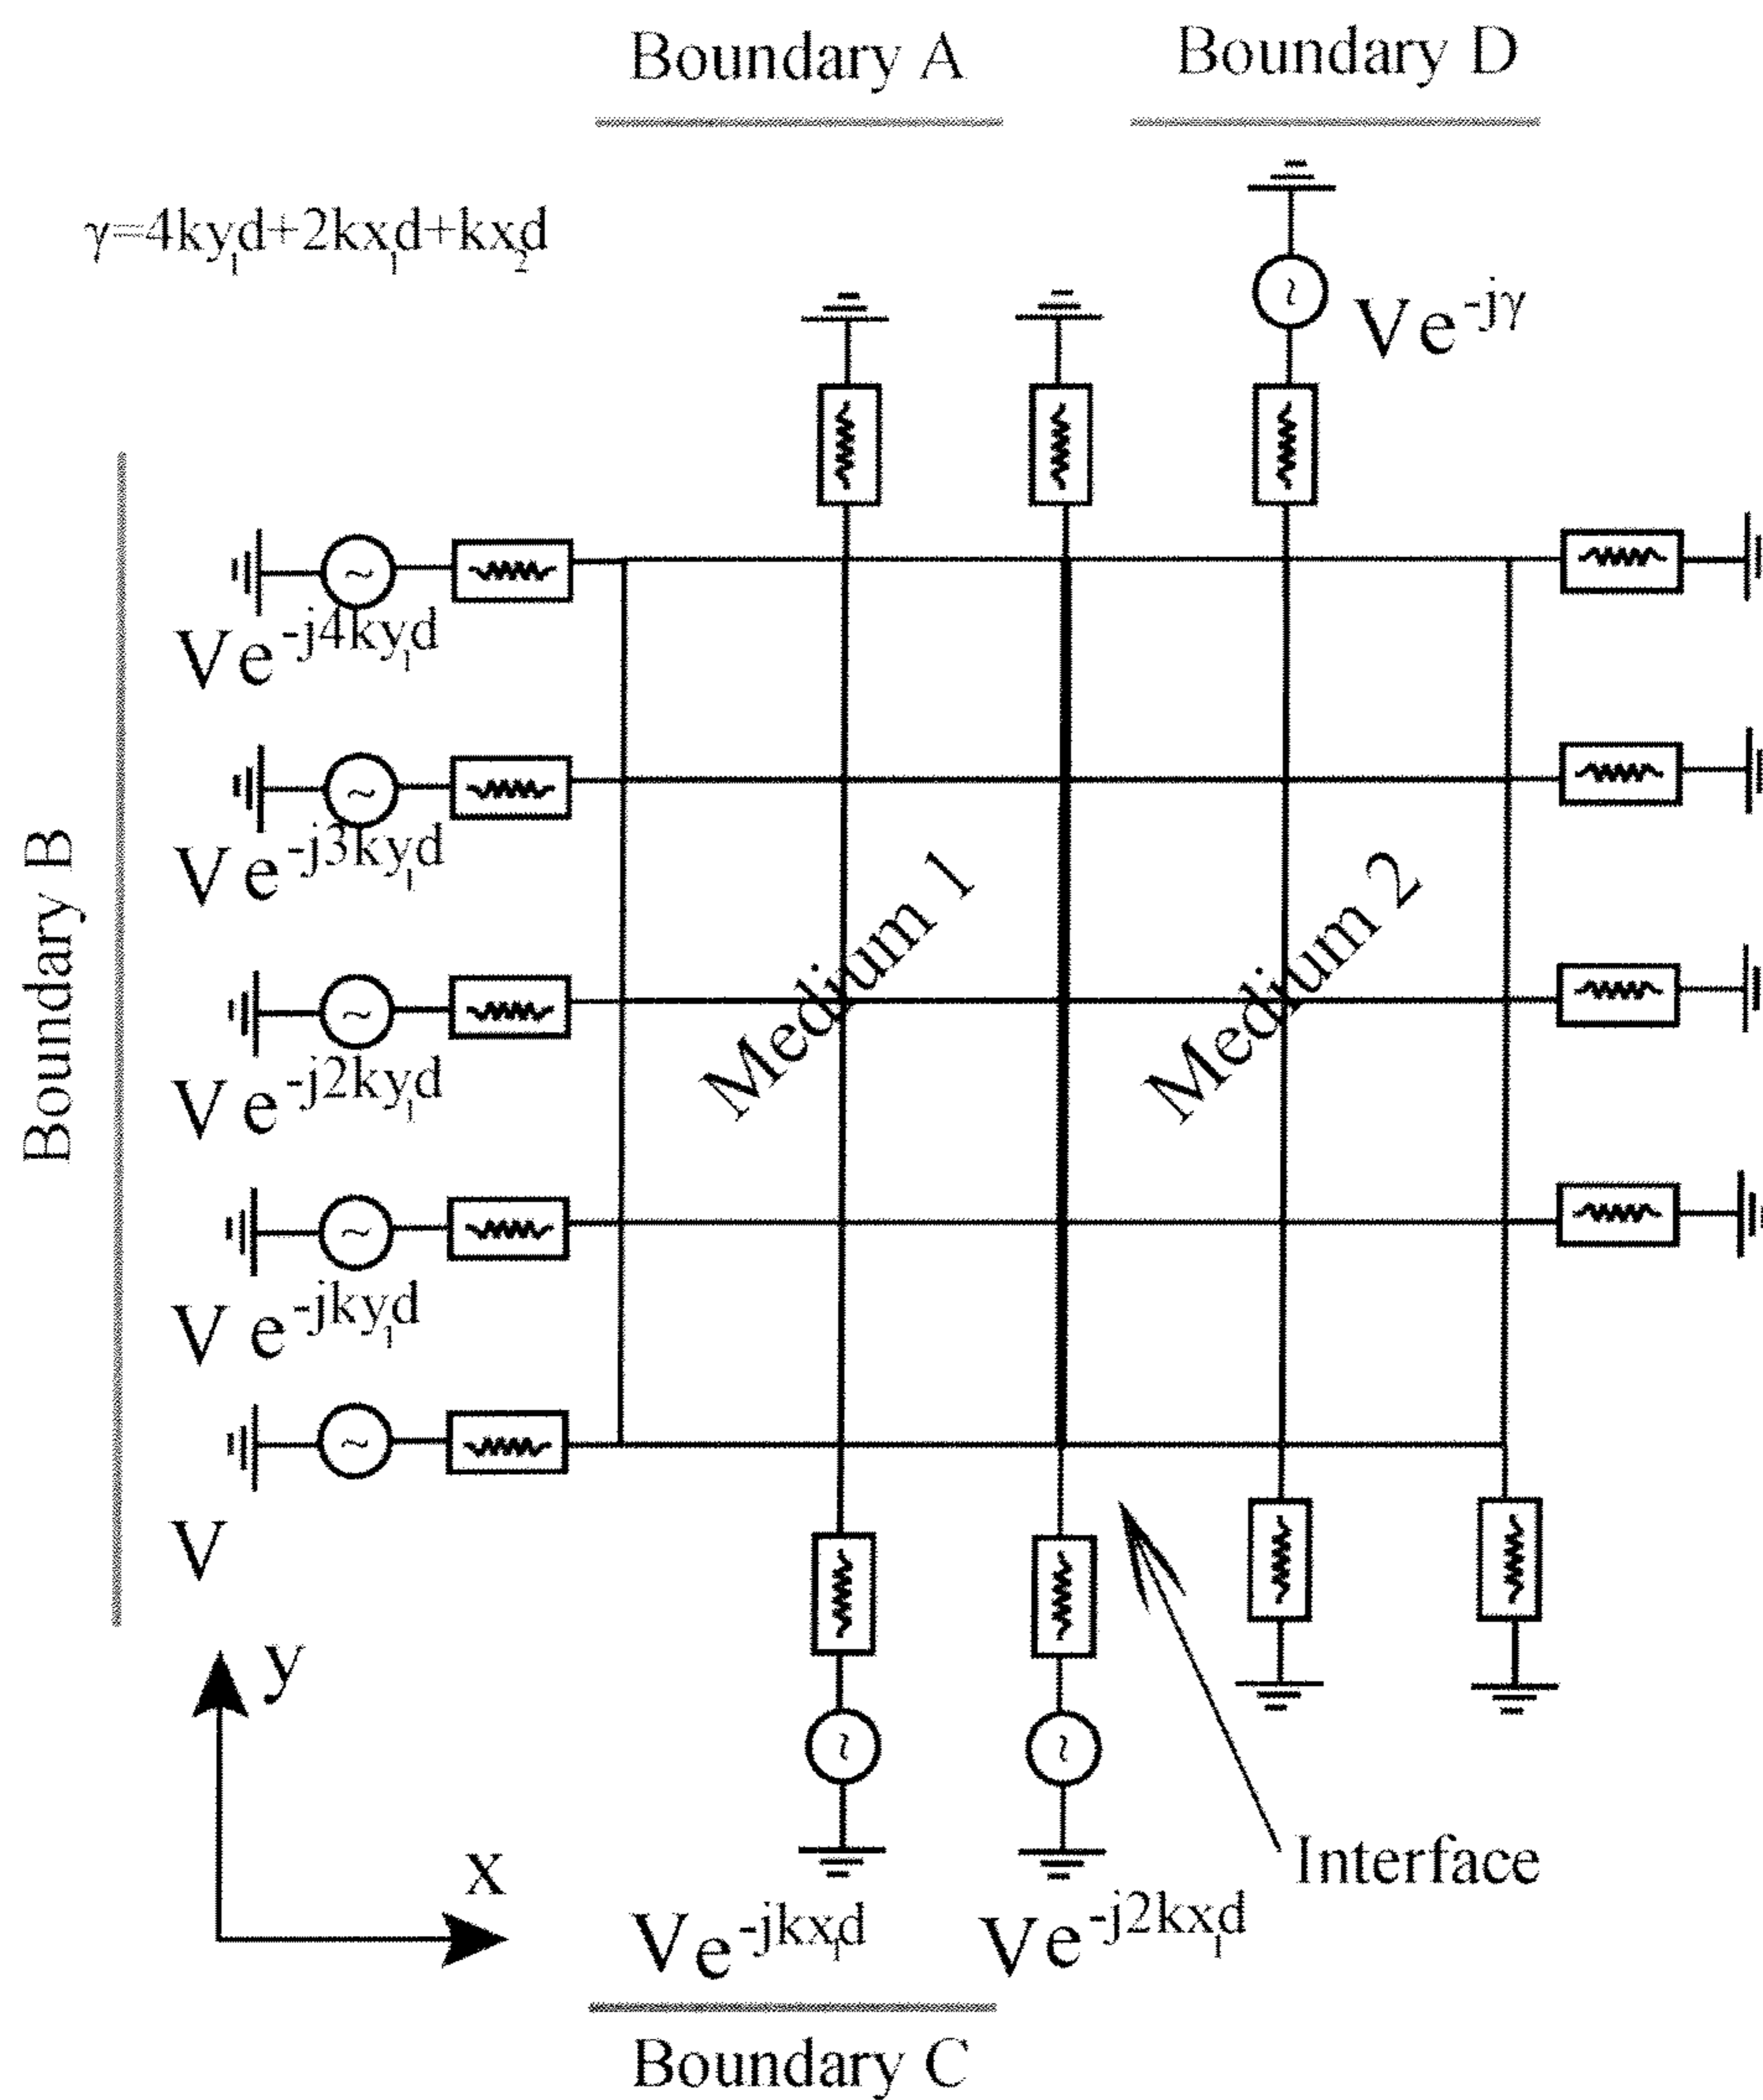 Boundary A
Boundary D
γ=4ky₁d+2kx₁d+kx₂d
Ve^-jγ
Ve^-j4ky₁d
Ve^-j3ky₁d
Boundary B
Medium 1
Medium 2
Ve^-j2ky₁d
Ve^-jky₁d
V
y
x
Interface
Ve^-jkx₁d
Ve^-j2kx₁d
Boundary C